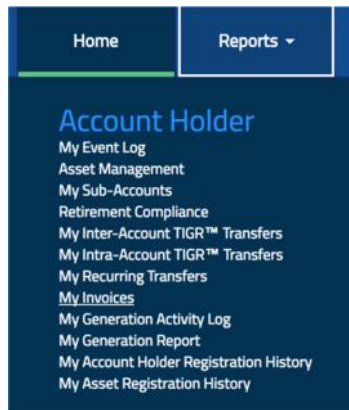 Home
Reports
Account Holder
My Event Log
Asset Management
My Sub-Accounts
Retirement Compliance
My Inter-Account TIGR™ Transfers
My Intra-Account TIGR™ Transfers
My Recurring Transfers
My Invoices
My Generation Activity Log
My Generation Report
My Account Holder Registration History
My Asset Registration History